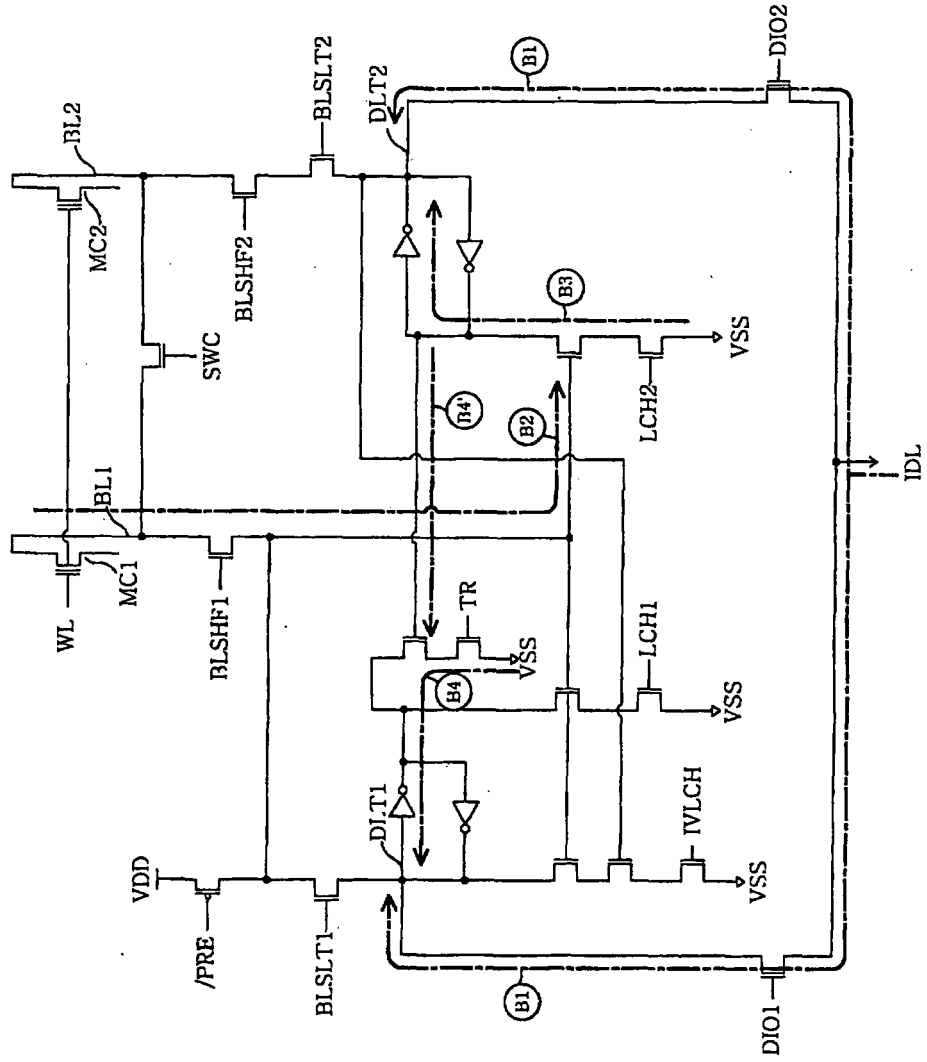 BL2
MC2
BLSHF2
BLSLT2
DLT2
B1
DIO2
SWC
B3
VSS
LCH2
B4'
B2
IDL
BL1
WL
MC1
BLSHF1
TR
VSS
B4
LCH1
VSS
DLT1
IVLCH
VSS
VDD
/PRE
BLSLT1
B1
DIO1